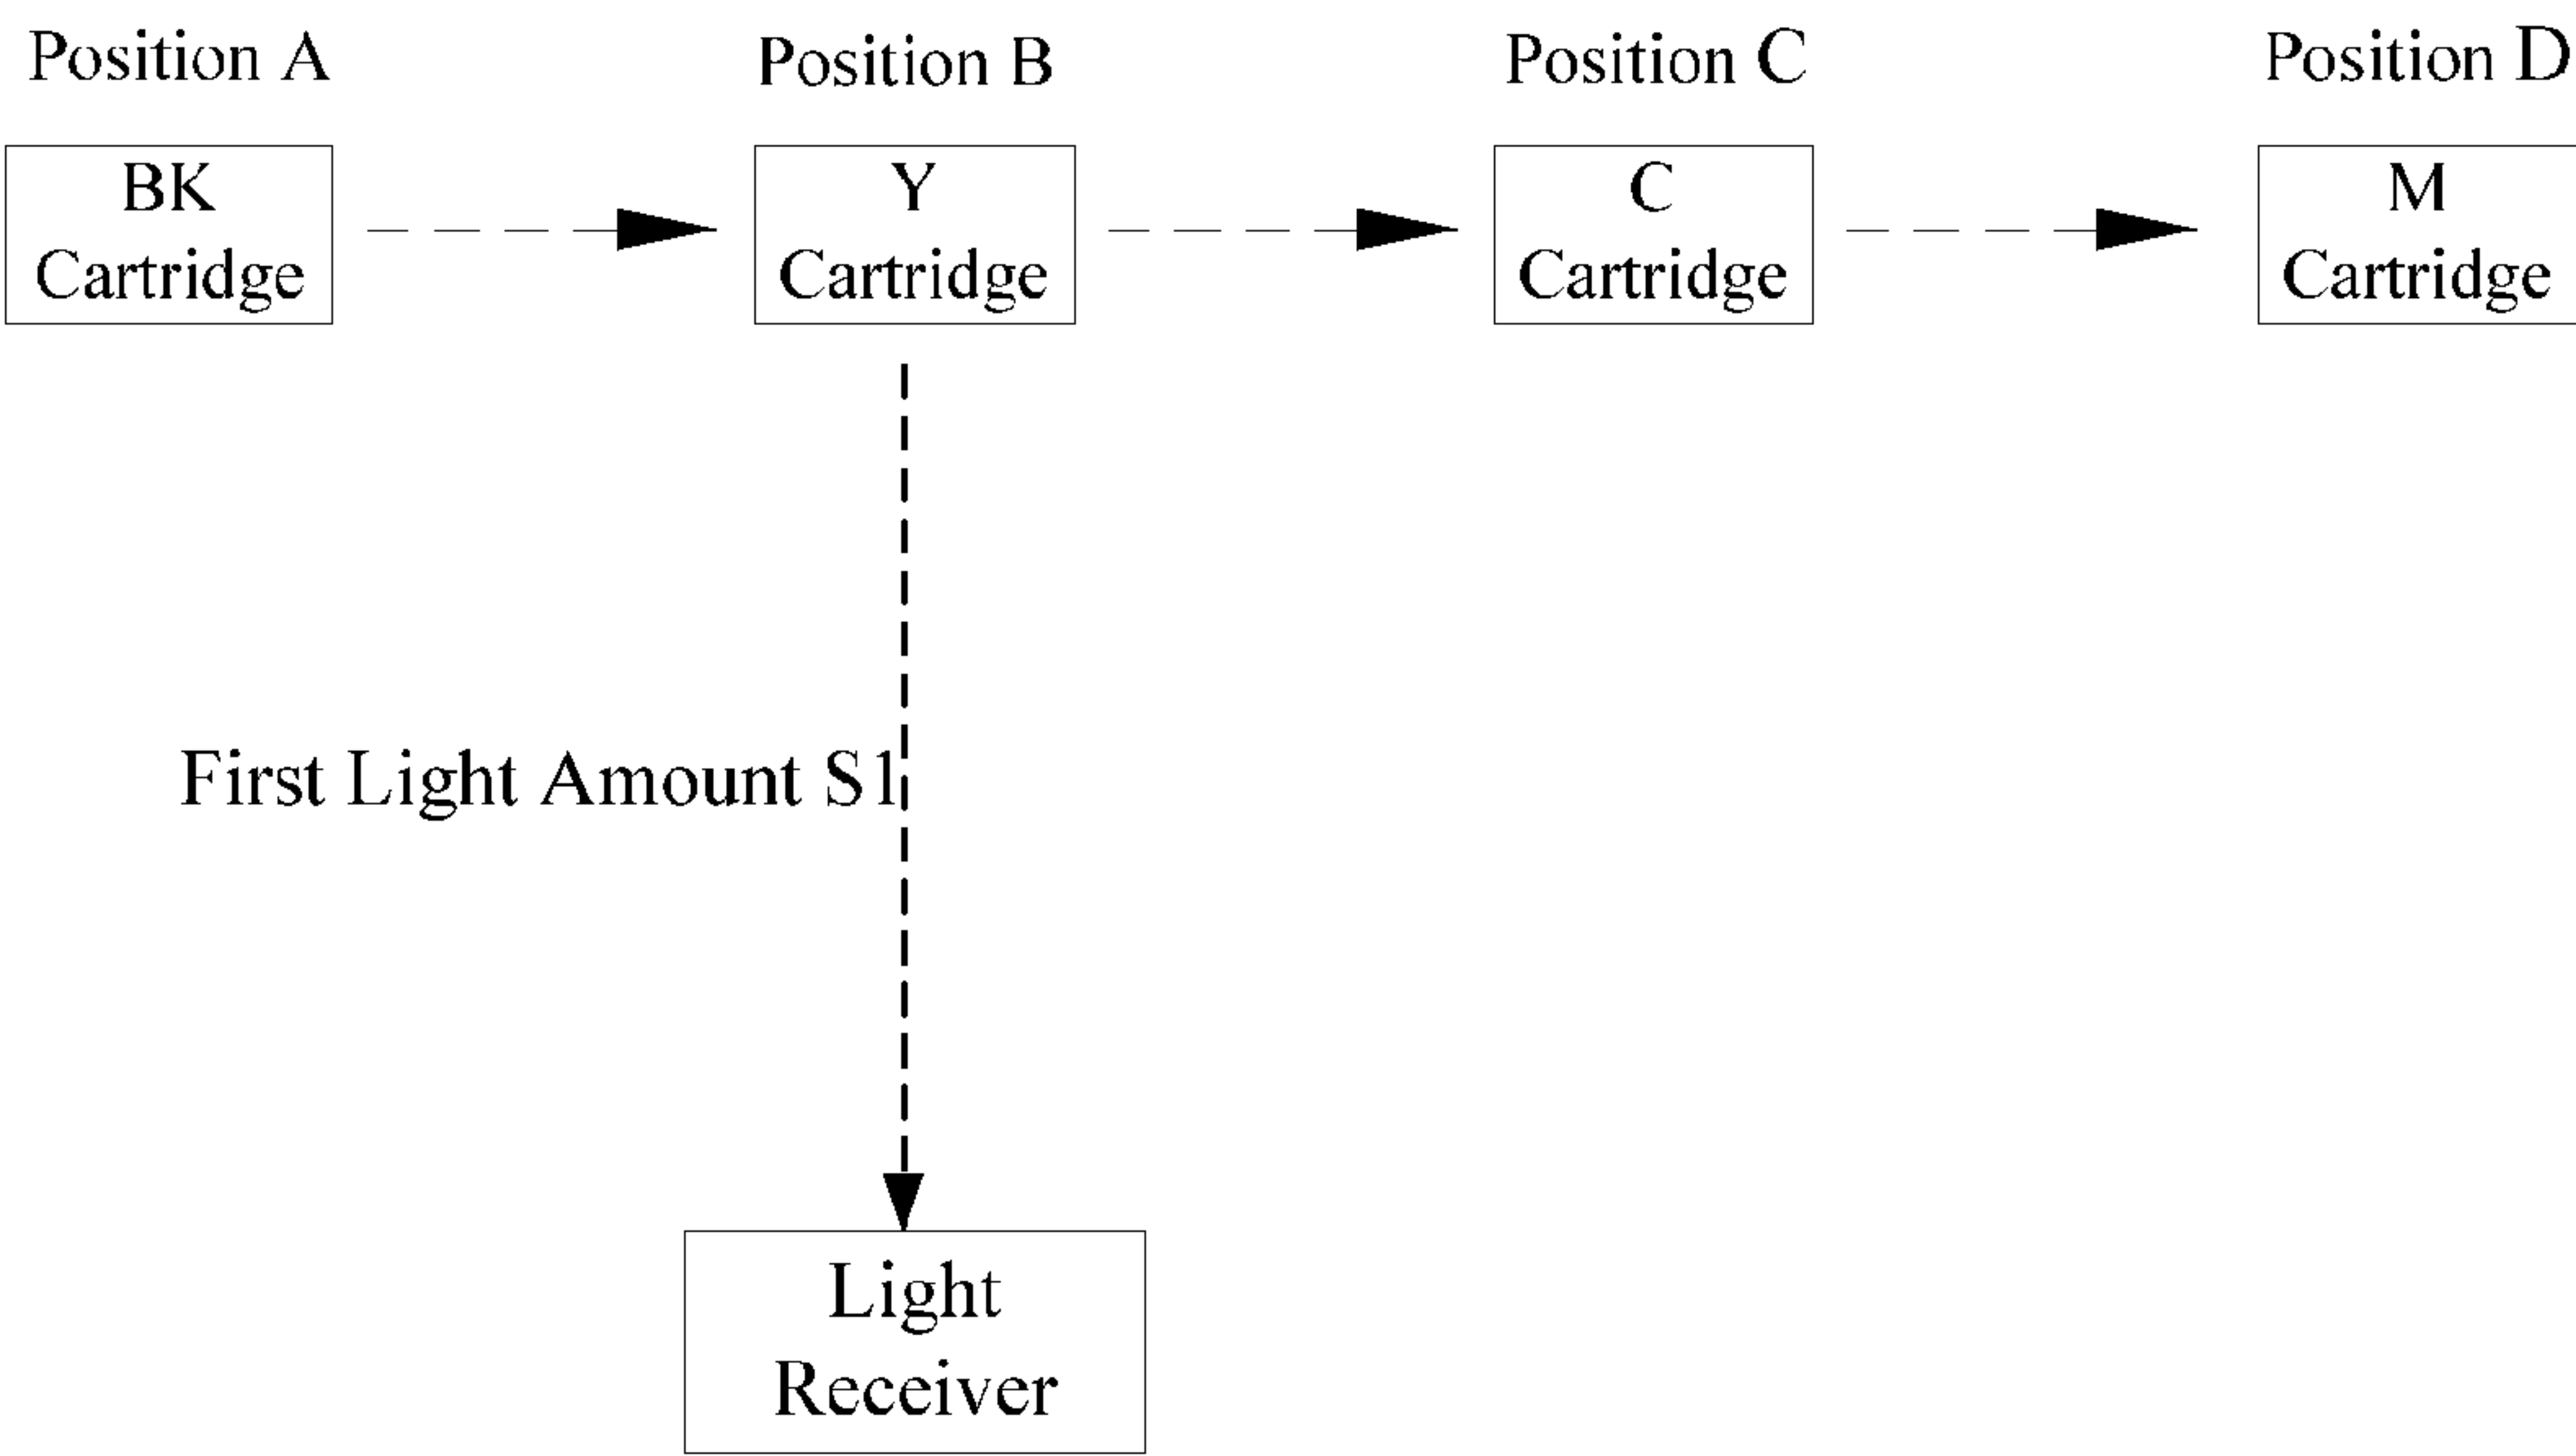 Position A
Position B
Position C
Position D
BK
Cartridge
Y
Cartridge
C
Cartridge
M
Cartridge
First Light Amount S1
Light
Receiver